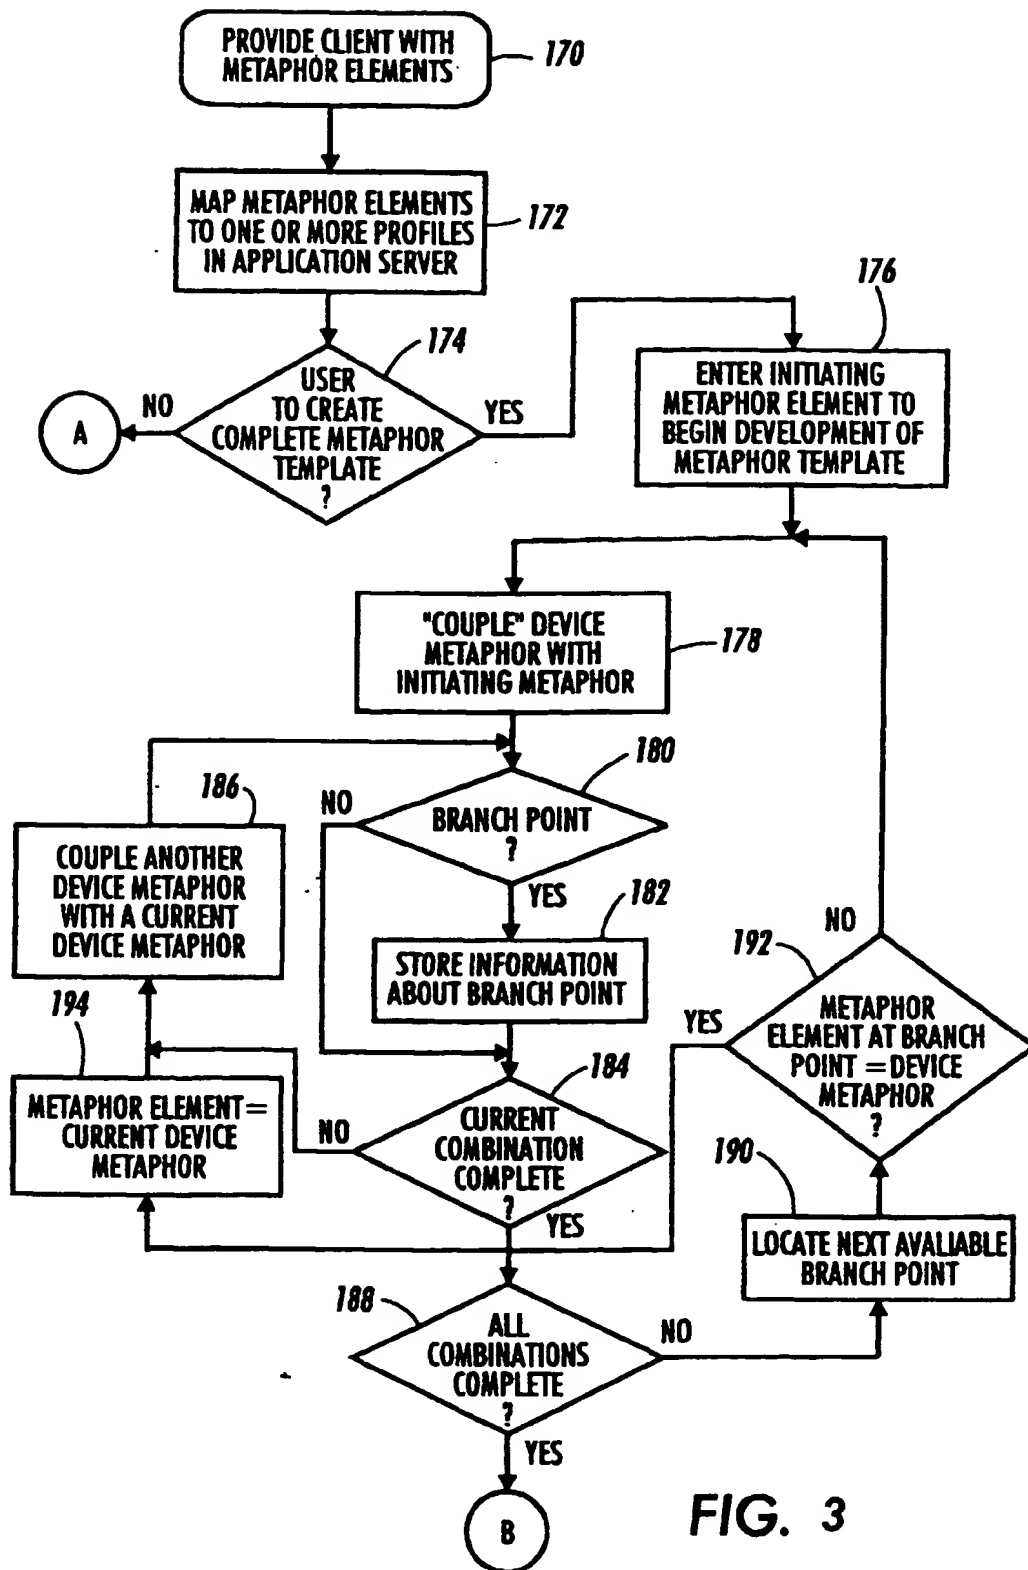 PROVIDE CLIENT WITH
METAPHOR ELEMENTS
170
MAP METAPHOR ELEMENTS
TO ONE OR MORE PROFILES
IN APPLICATION SERVER
172
174
USER
TO CREATE
COMPLETE METAPHOR
TEMPLATE
?
NO
A
YES
176
ENTER INITIATING
METAPHOR ELEMENT TO
BEGIN DEVELOPMENT OF
METAPHOR TEMPLATE
"COUPLE" DEVICE
METAPHOR WITH
INITIATING METAPHOR
178
180
BRANCH POINT
?
NO
YES
186
COUPLE ANOTHER
DEVICE METAPHOR
WITH A CURRENT
DEVICE METAPHOR
182
STORE INFORMATION
ABOUT BRANCH POINT
192
NO
METAPHOR
ELEMENT AT BRANCH
POINT = DEVICE
METAPHOR
?
YES
194
METAPHOR ELEMENT=
CURRENT DEVICE
METAPHOR
184
CURRENT
COMBINATION
COMPLETE
?
NO
YES
190
LOCATE NEXT AVALIABLE
BRANCH POINT
188
ALL
COMBINATIONS
COMPLETE
?
NO
YES
B
FIG. 3